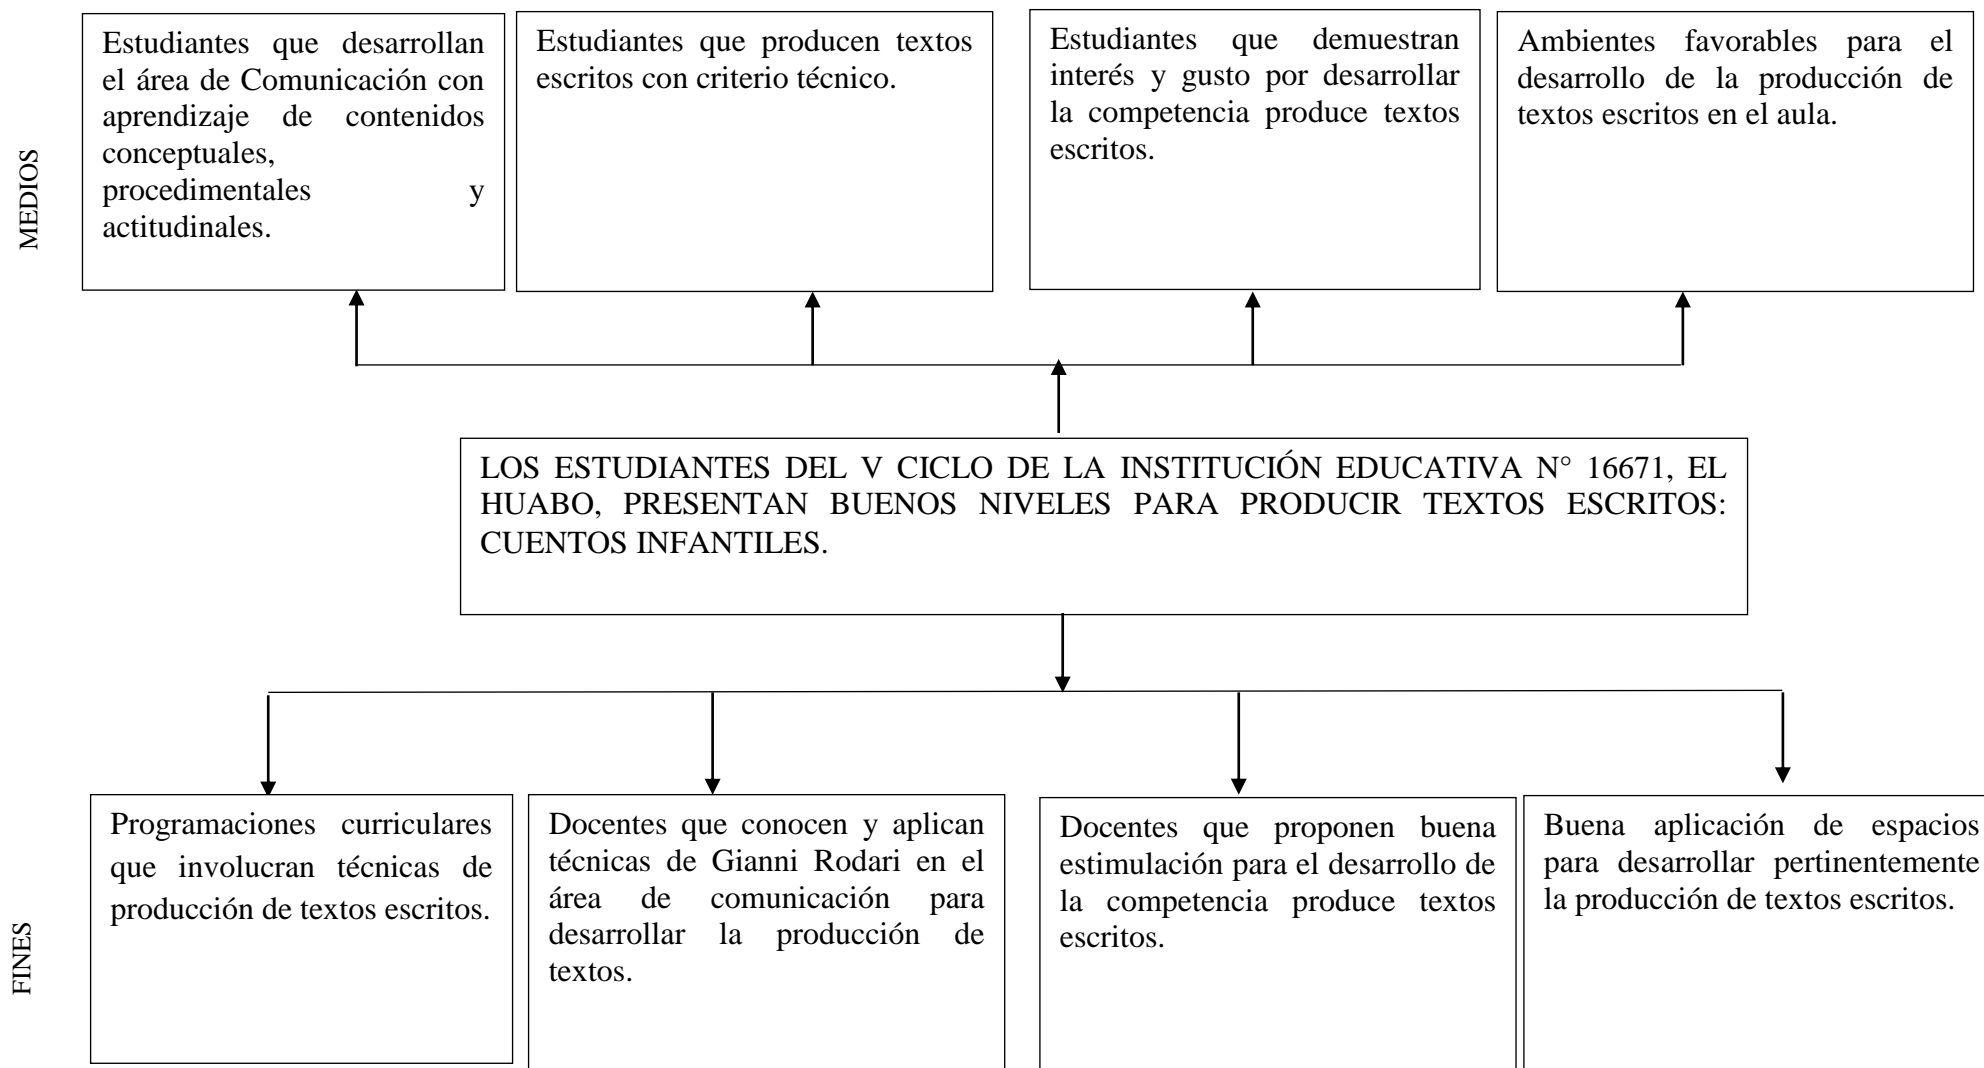 MEDIOS
Estudiantes que desarrollan
el área de Comunicación con
aprendizaje de contenidos
conceptuales,
procedimentales y
actitudinales.
Estudiantes que producen textos
escritos con criterio técnico.
Estudiantes que demuestran
interés y gusto por desarrollar
la competencia produce textos
escritos.
Ambientes favorables para el
desarrollo de la producción de
textos escritos en el aula.
LOS ESTUDIANTES DEL V CICLO DE LA INSTITUCIÓN EDUCATIVA N° 16671, EL
HUABO, PRESENTAN BUENOS NIVELES PARA PRODUCIR TEXTOS ESCRITOS:
CUENTOS INFANTILES.
FINES
Programaciones curriculares
que involucran técnicas de
producción de textos escritos.
Docentes que conocen y aplican
técnicas de Gianni Rodari en el
área de comunicación para
desarrollar la producción de
textos.
Docentes que proponen buena
estimulación para el desarrollo de
la competencia produce textos
escritos.
Buena aplicación de espacios
para desarrollar pertinentemente
la producción de textos escritos.